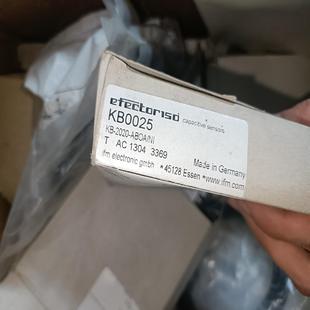 efector150 capacitive sensors
KB0025
KB-2020-ABOA/NI
T AC 1304 3369
Made in Germany
ifm electronic gmbh * 45128 Essen * www.ifm.com